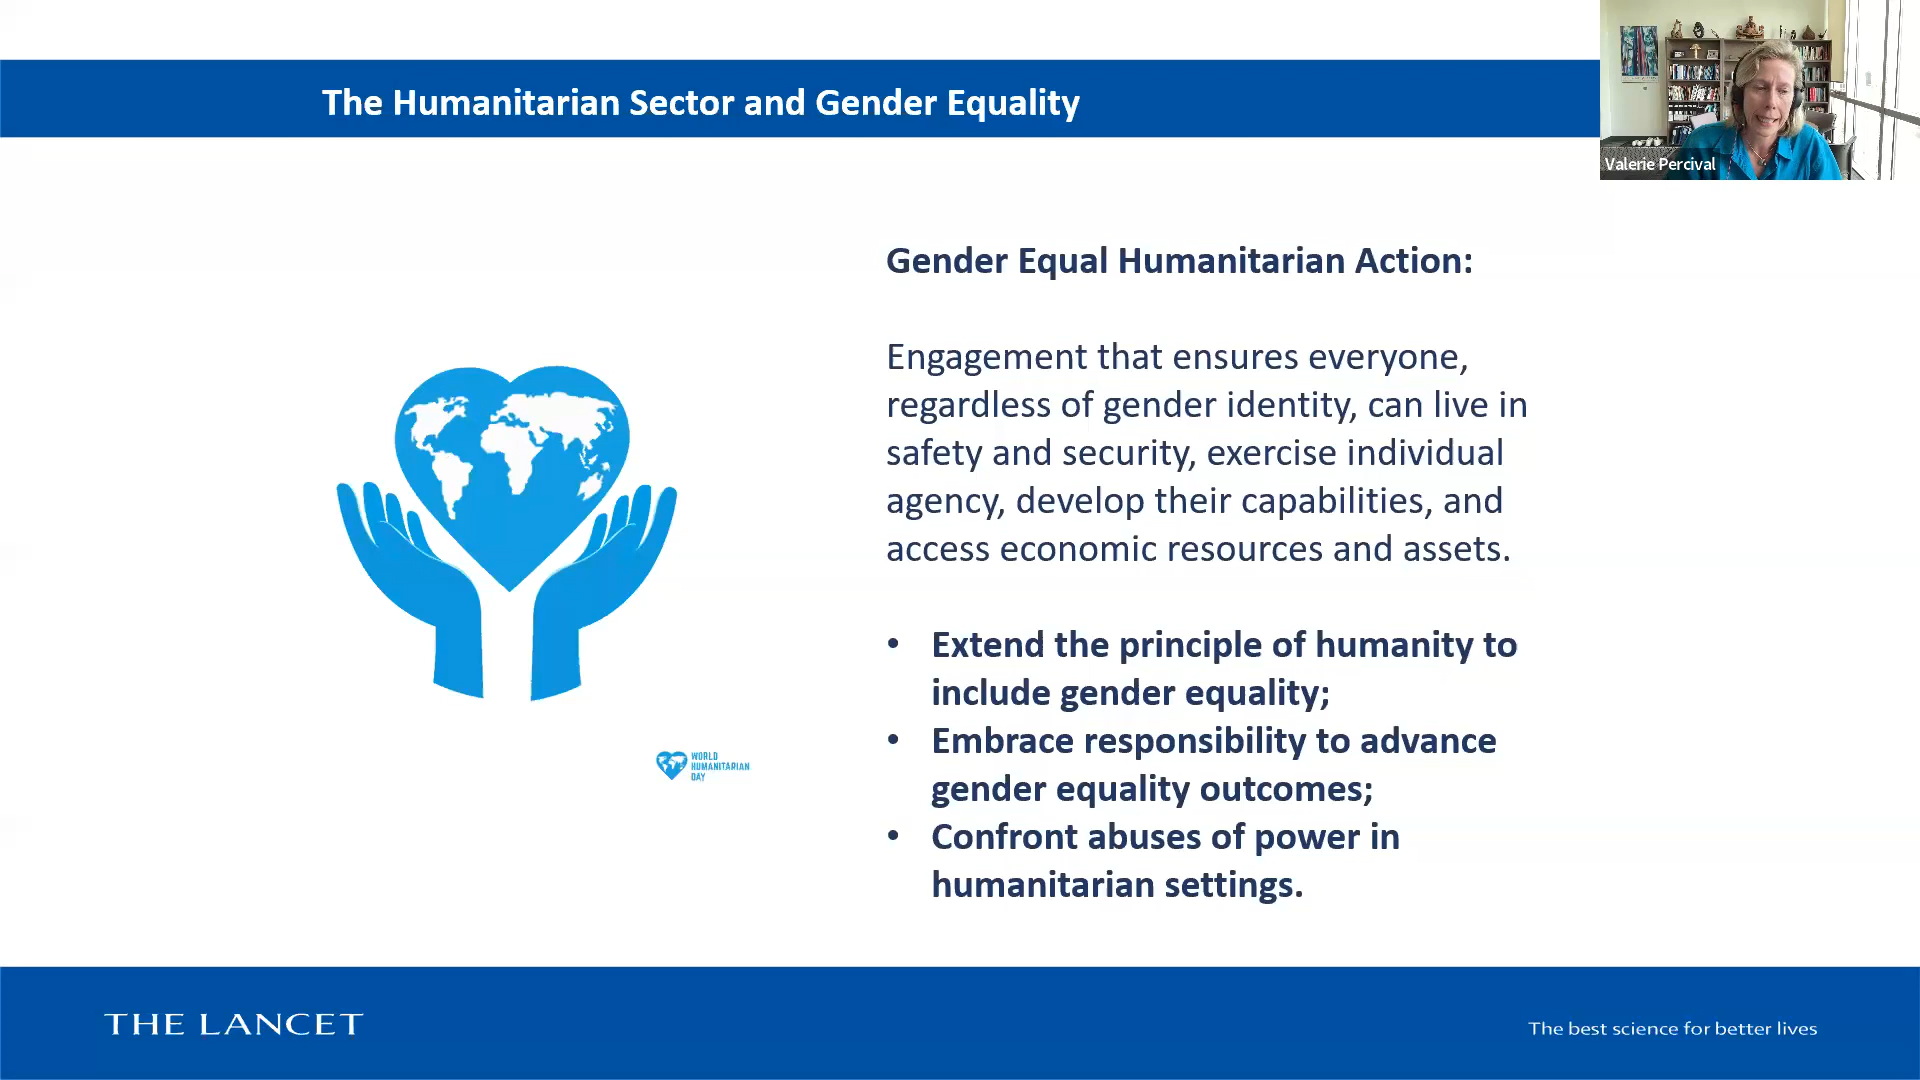 The Humanitarian Sector and Gender Equality
Valerie Percival
Gender Equal Humanitarian Action:
Engagement that ensures everyone,
regardless of gender identity, can live in
safety and security, exercise individual
agency, develop their capabilities, and
access economic resources and assets.
• Extend the principle of humanity to
include gender equality;
• Embrace responsibility to advance
gender equality outcomes;
• Confront abuses of power in
humanitarian settings.
WORLD
HUMANITARIAN
DAY
THE LANCET
The best science for better lives